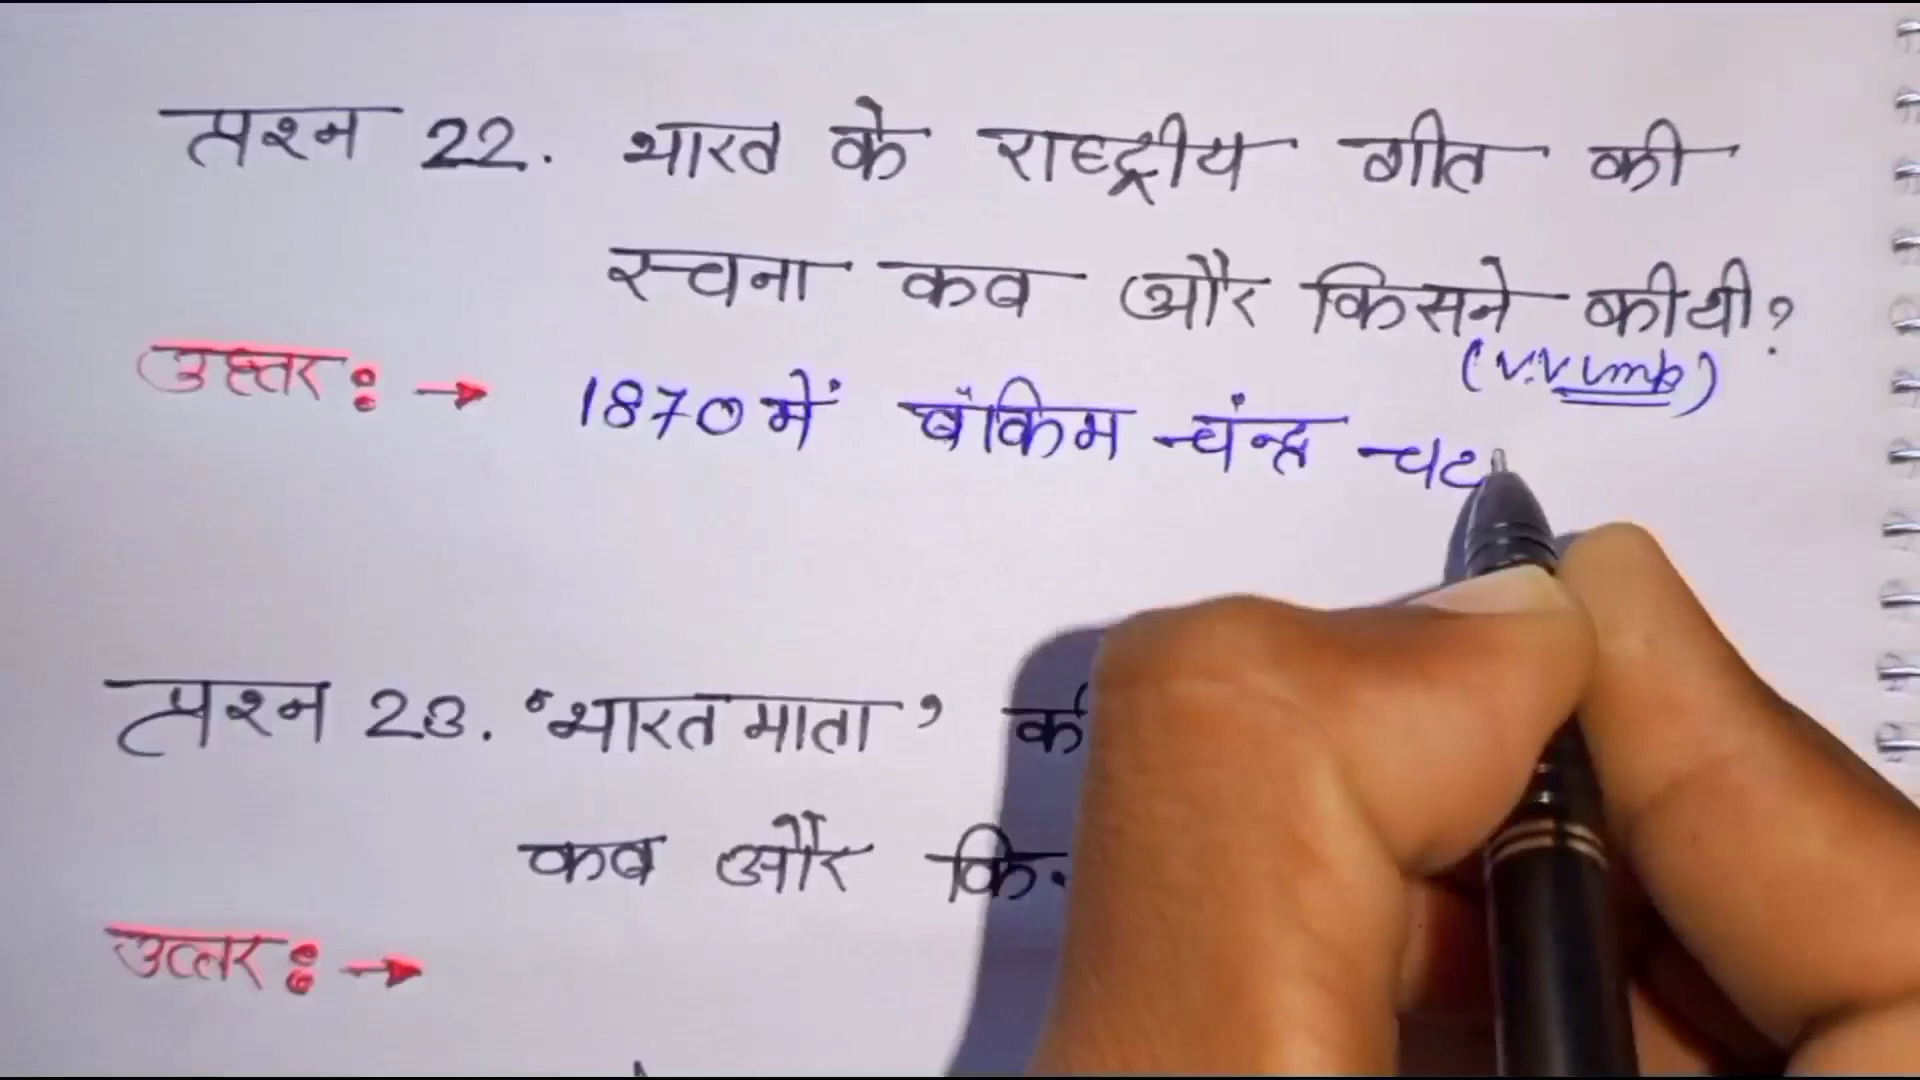 प्रश्न 22. भारत के राष्ट्रीय गीत की
रचना कब और किसने की थी?
(V.V imp)
उत्तर : → 1870 में बंकिम चंन्द्र चट
प्रश्न 23. 'भारत माता' की
कब और कि
उत्तर : →